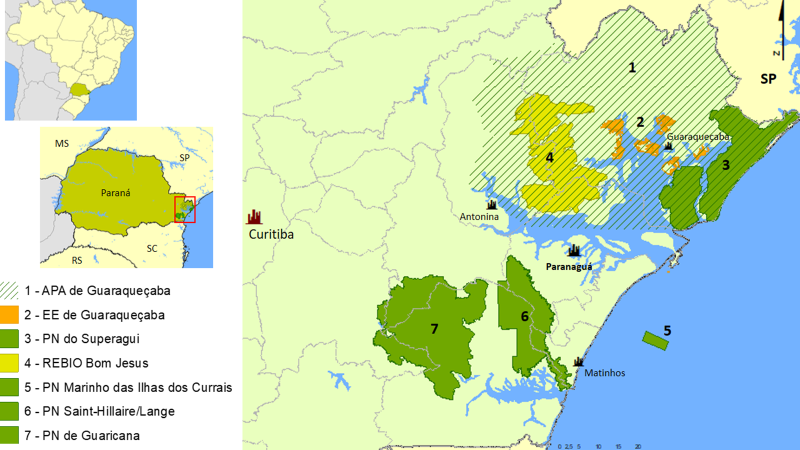 MS
SP
Paraná
SC
RS
1 - APA de Guaraqueçaba
2 - EE de Guaraqueçaba
3 - PN do Superagui
4 - REBIO Bom Jesus
5 - PN Marinho das Ilhas dos Currais
6 - PN Saint-Hillaire/Lange
7 - PN de Guaricana
N
SP
1
2
Guaraqueçaba
3
4
Antonina
Curitiba
Paranaguá
5
6
7
Matinhos
0 2,5 5 10 15 20